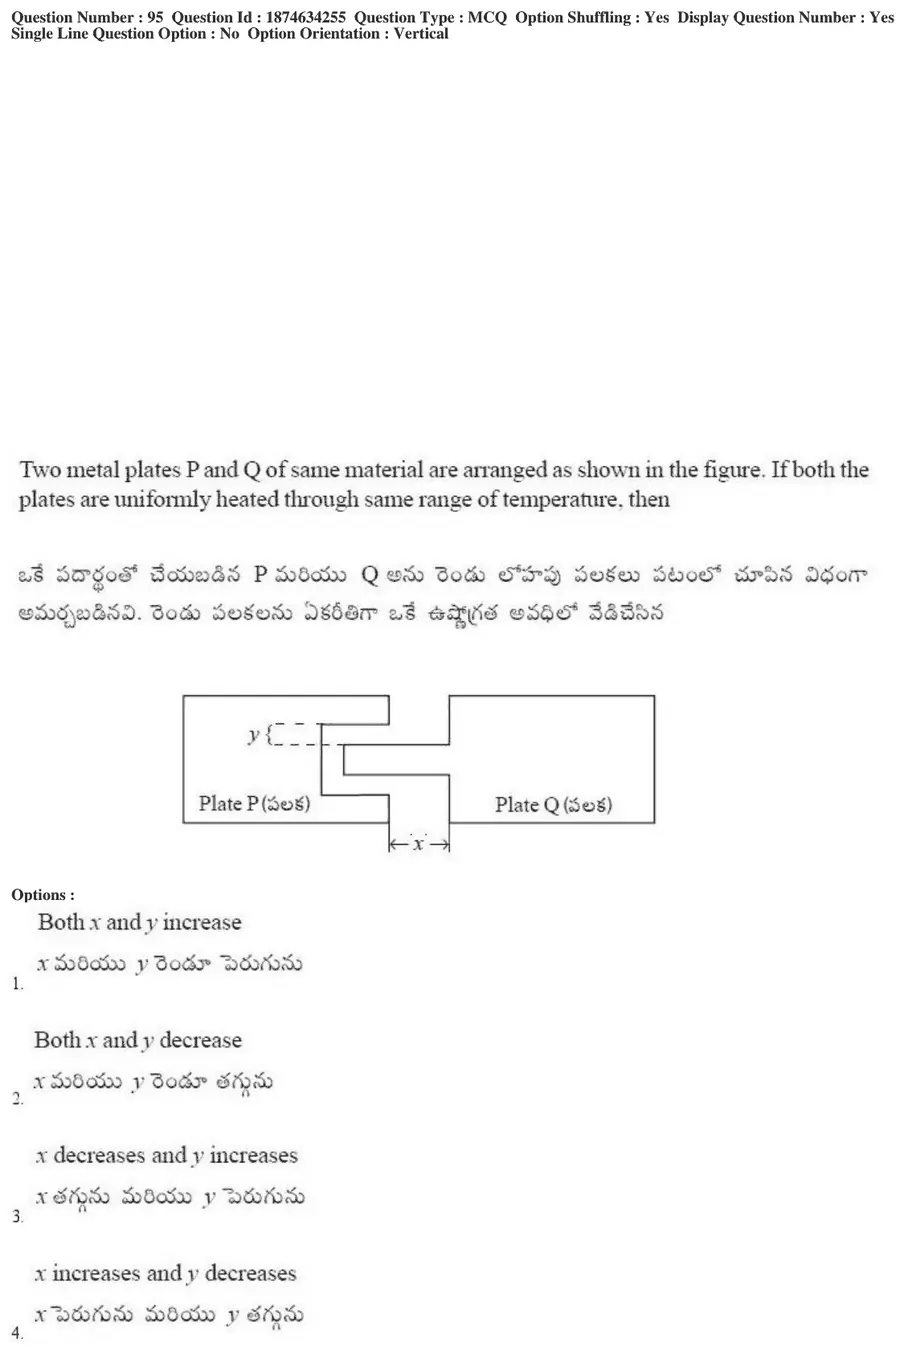 Question Number : 95 Question Id : 1874634255 Question Type : MCQ Option Shuffling : Yes Display Question Number : Yes
Single Line Question Option : No Option Orientation : Vertical
Two metal plates P and Q of same material are arranged as shown in the figure. If both the
plates are uniformly heated through same range of temperature, then
ఒకే పదార్థంతో చేయబడిన P మరియు Q అను రెండు లోహపు పలకలు పటంలో చూపిన విధంగా
అమర్చబడినవి. రెండు పలకలను ఏకరీతిగా ఒకే ఉష్ణోగ్రత అవధిలో వేడిచేసిన
y {
Plate P (పలక)
Plate Q (పలక)
← x →
Options :
Both x and y increase
x మరియు y రెండూ పెరుగును
1.
Both x and y decrease
x మరియు y రెండూ తగ్గును
2.
x decreases and y increases
x తగ్గును మరియు y పెరుగును
3.
x increases and y decreases
x పెరుగును మరియు y తగ్గును
4.